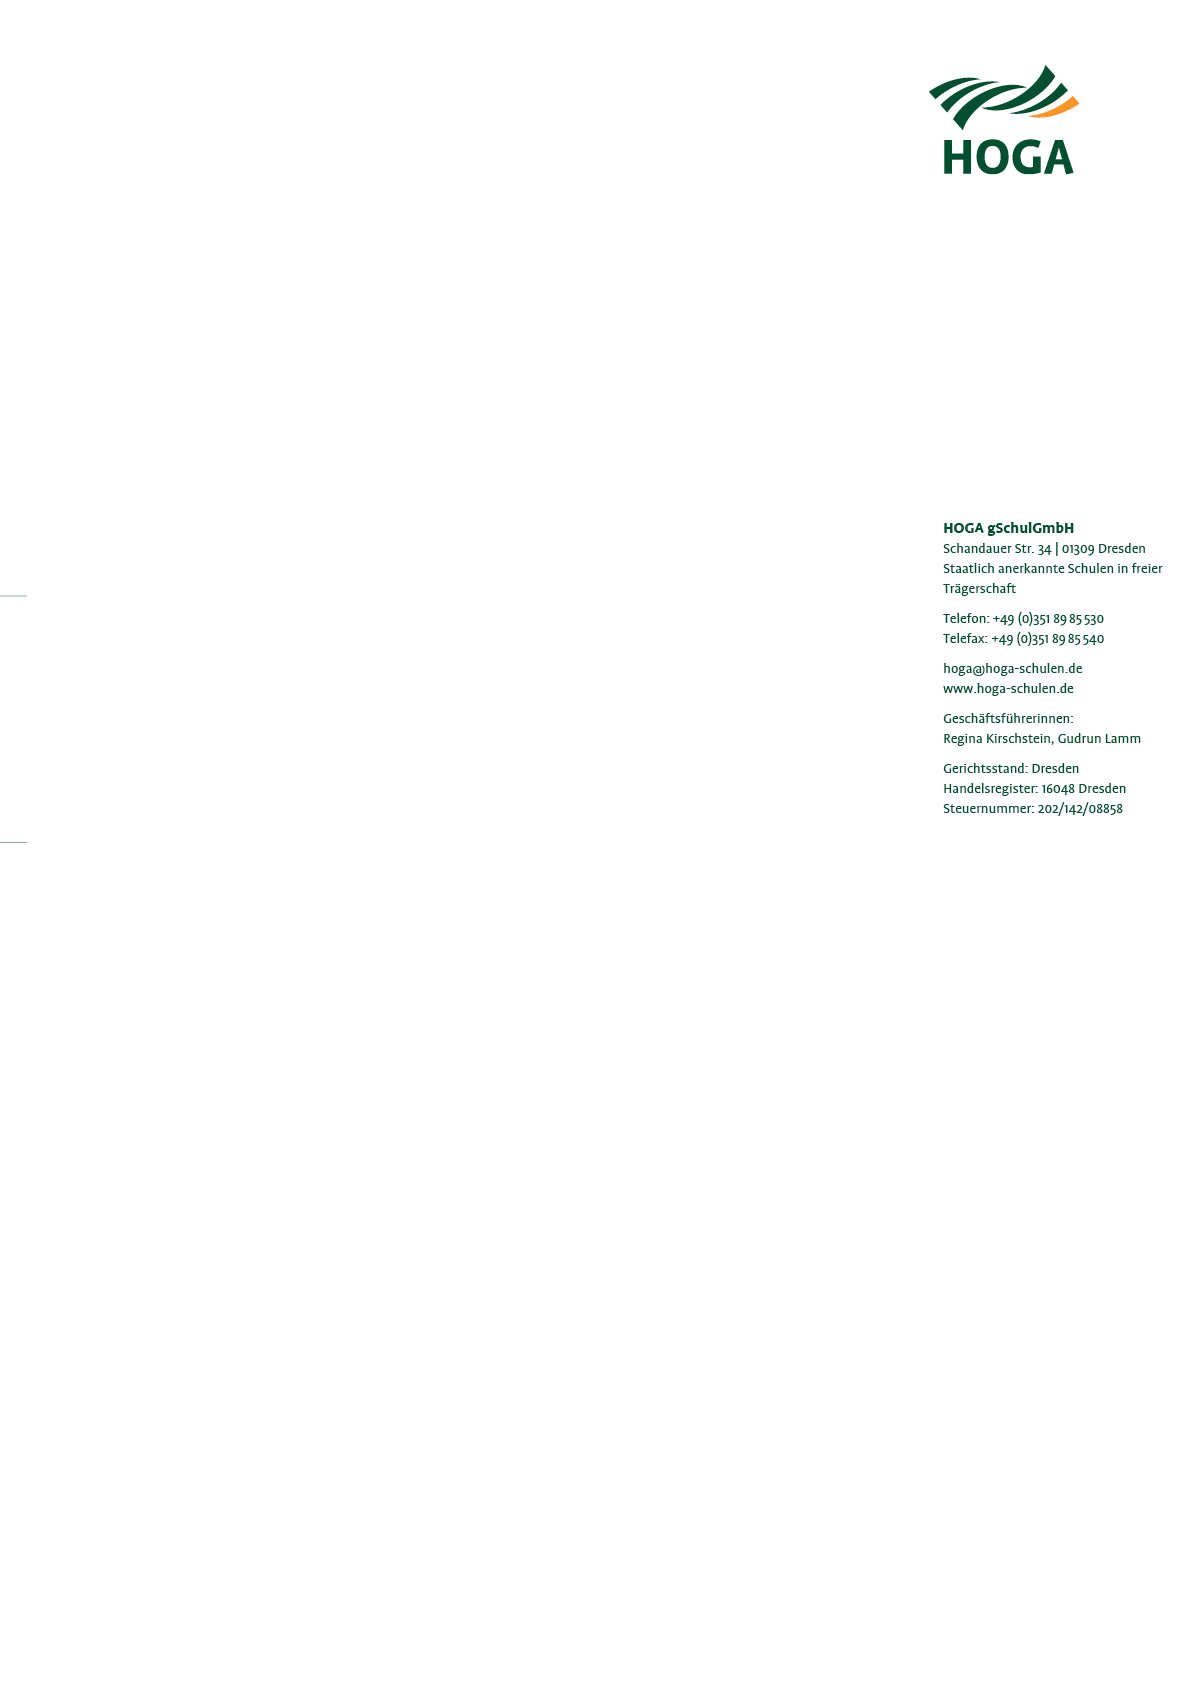 HOGA
HOGA gSchulGmbH
Schandauer Str. 34 | 01309 Dresden
Staatlich anerkannte Schulen in freier
Trägerschaft
Telefon: +49 (0)351 89 85 530
Telefax: +49 (0)351 89 85 540
hoga@hoga-schulen.de
www.hoga-schulen.de
Geschäftsführerinnen:
Regina Kirschstein, Gudrun Lamm
Gerichtsstand: Dresden
Handelsregister: 16048 Dresden
Steuernummer: 202/142/08858